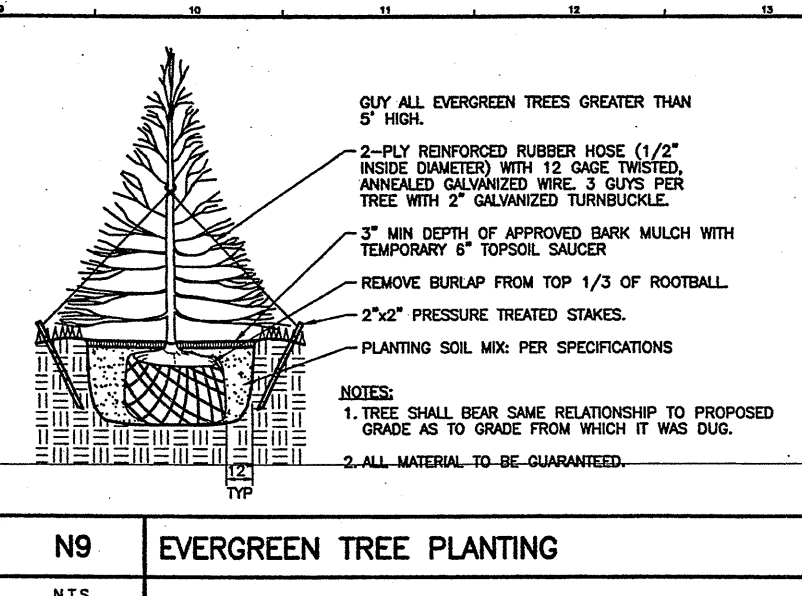 9 10 11 12 13
GUY ALL EVERGREEN TREES GREATER THAN
5' HIGH.
2-PLY REINFORCED RUBBER HOSE (1/2"
INSIDE DIAMETER) WITH 12 GAGE TWISTED,
ANNEALED GALVANIZED WIRE. 3 GUYS PER
TREE WITH 2" GALVANIZED TURNBUCKLE.
3" MIN DEPTH OF APPROVED BARK MULCH WITH
TEMPORARY 6" TOPSOIL SAUCER
REMOVE BURLAP FROM TOP 1/3 OF ROOTBALL
2"x2" PRESSURE TREATED STAKES.
PLANTING SOIL MIX: PER SPECIFICATIONS
NOTES:
1. TREE SHALL BEAR SAME RELATIONSHIP TO PROPOSED
GRADE AS TO GRADE FROM WHICH IT WAS DUG.
2. ALL MATERIAL TO BE GUARANTEED.
12
TYP
N9 EVERGREEN TREE PLANTING
N.T.S.